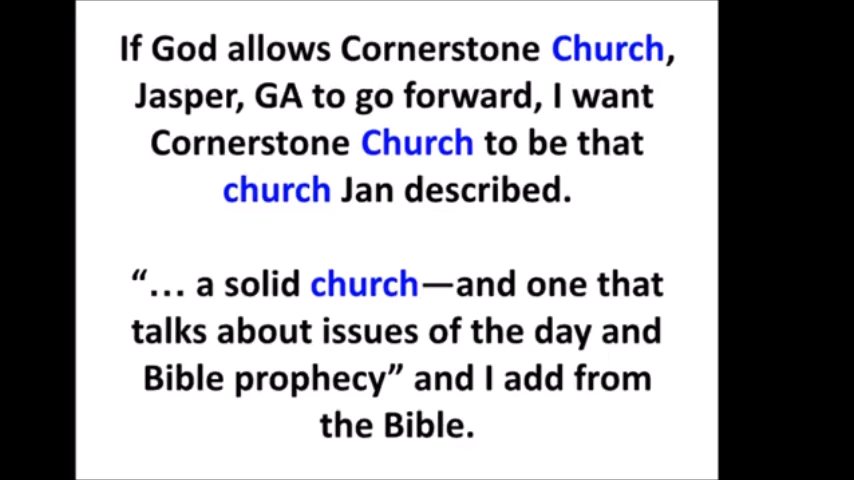 If God allows Cornerstone Church,
Jasper, GA to go forward, I want
Cornerstone Church to be that
church Jan described.
“… a solid church—and one that
talks about issues of the day and
Bible prophecy” and I add from
the Bible.